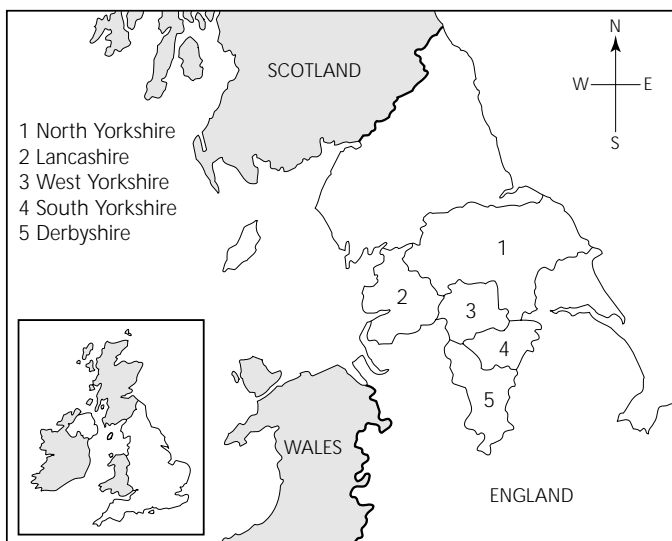 SCOTLAND
N
W E
S
1 North Yorkshire
2 Lancashire
3 West Yorkshire
4 South Yorkshire
5 Derbyshire
1
2
3
4
5
WALES
ENGLAND